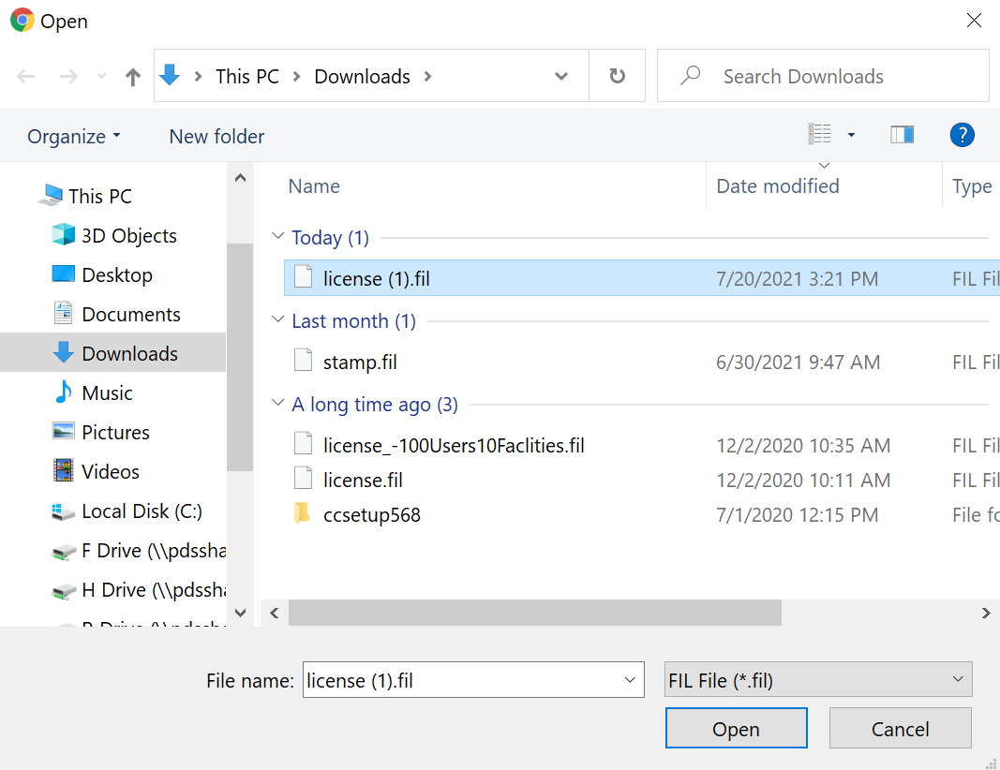 Open
This PC > Downloads >
Search Downloads
Organize
New folder
?
Name
Date modified
Type
This PC
3D Objects
Desktop
Documents
Downloads
Music
Pictures
Videos
Local Disk (C:)
F Drive (\\pdssha
H Drive (\\pdssha
Today (1)
license (1).fil 7/20/2021 3:21 PM FIL Fil
Last month (1)
stamp.fil 6/30/2021 9:47 AM FIL Fil
A long time ago (3)
license_-100Users10Faclities.fil 12/2/2020 10:35 AM FIL Fil
license.fil 12/2/2020 10:11 AM FIL Fil
ccsetup568 7/1/2020 12:15 PM File fo
File name: license (1).fil
FIL File (*.fil)
Open
Cancel